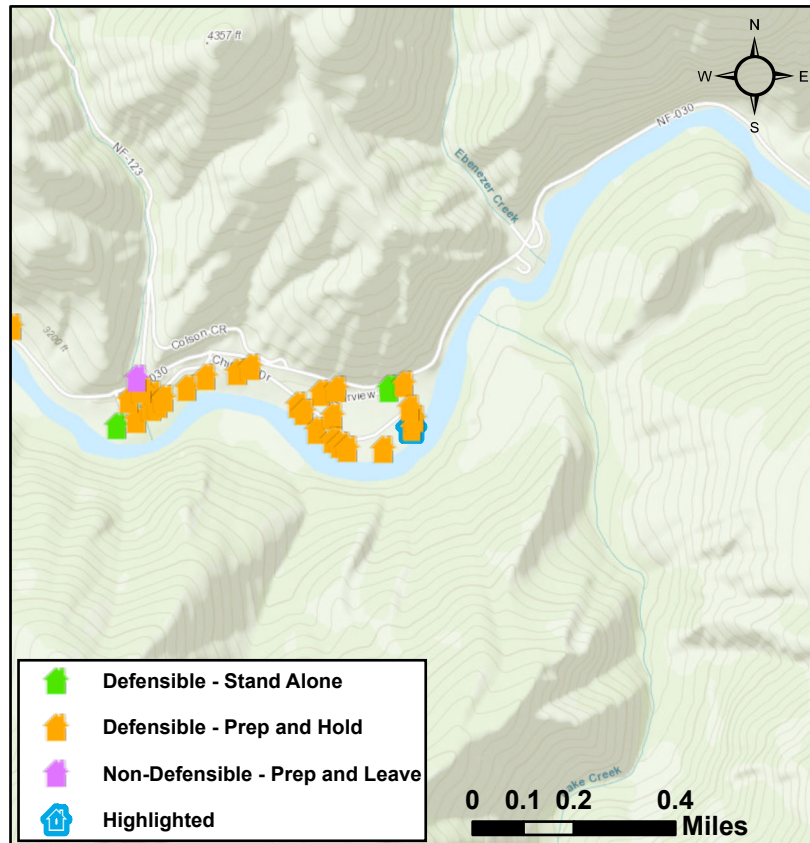 4357 ft
N
W E
S
NF-123
NF-030
Ebenezer Creek
3200 ft
Colson CR
030
Dr
rview
Defensible - Stand Alone
Defensible - Prep and Hold
Non-Defensible - Prep and Leave
Highlighted
ake Creek
0 0.1 0.2 0.4
Miles